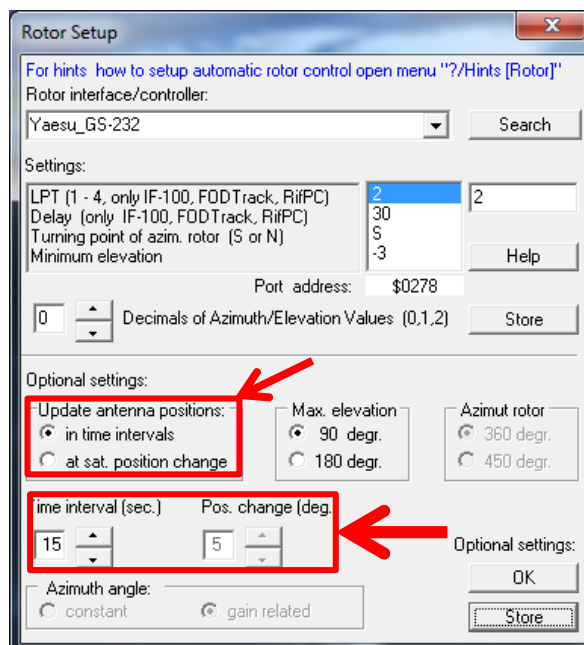 Rotor Setup
For hints how to setup automatic rotor control open menu "?/Hints [Rotor]"
Rotor interface/controller:
Yaesu_GS-232 Search
Settings:
LPT (1 - 4, only IF-100, FODTrack, RifPC) 2 2
Delay (only IF-100, FODTrack, RifPC) 30
Turning point of azim. rotor (S or N) S
Minimum elevation -3 Help
Port address: $0278
0 Decimals of Azimuth/Elevation Values (0,1,2) Store
Optional settings:
Update antenna positions: Max. elevation Azimut rotor
in time intervals 90 degr. 360 degr.
at sat. position change 180 degr. 450 degr.
Time interval (sec.) Pos. change (deg.
15 5 Optional settings:
Azimuth angle: OK
constant gain related Store